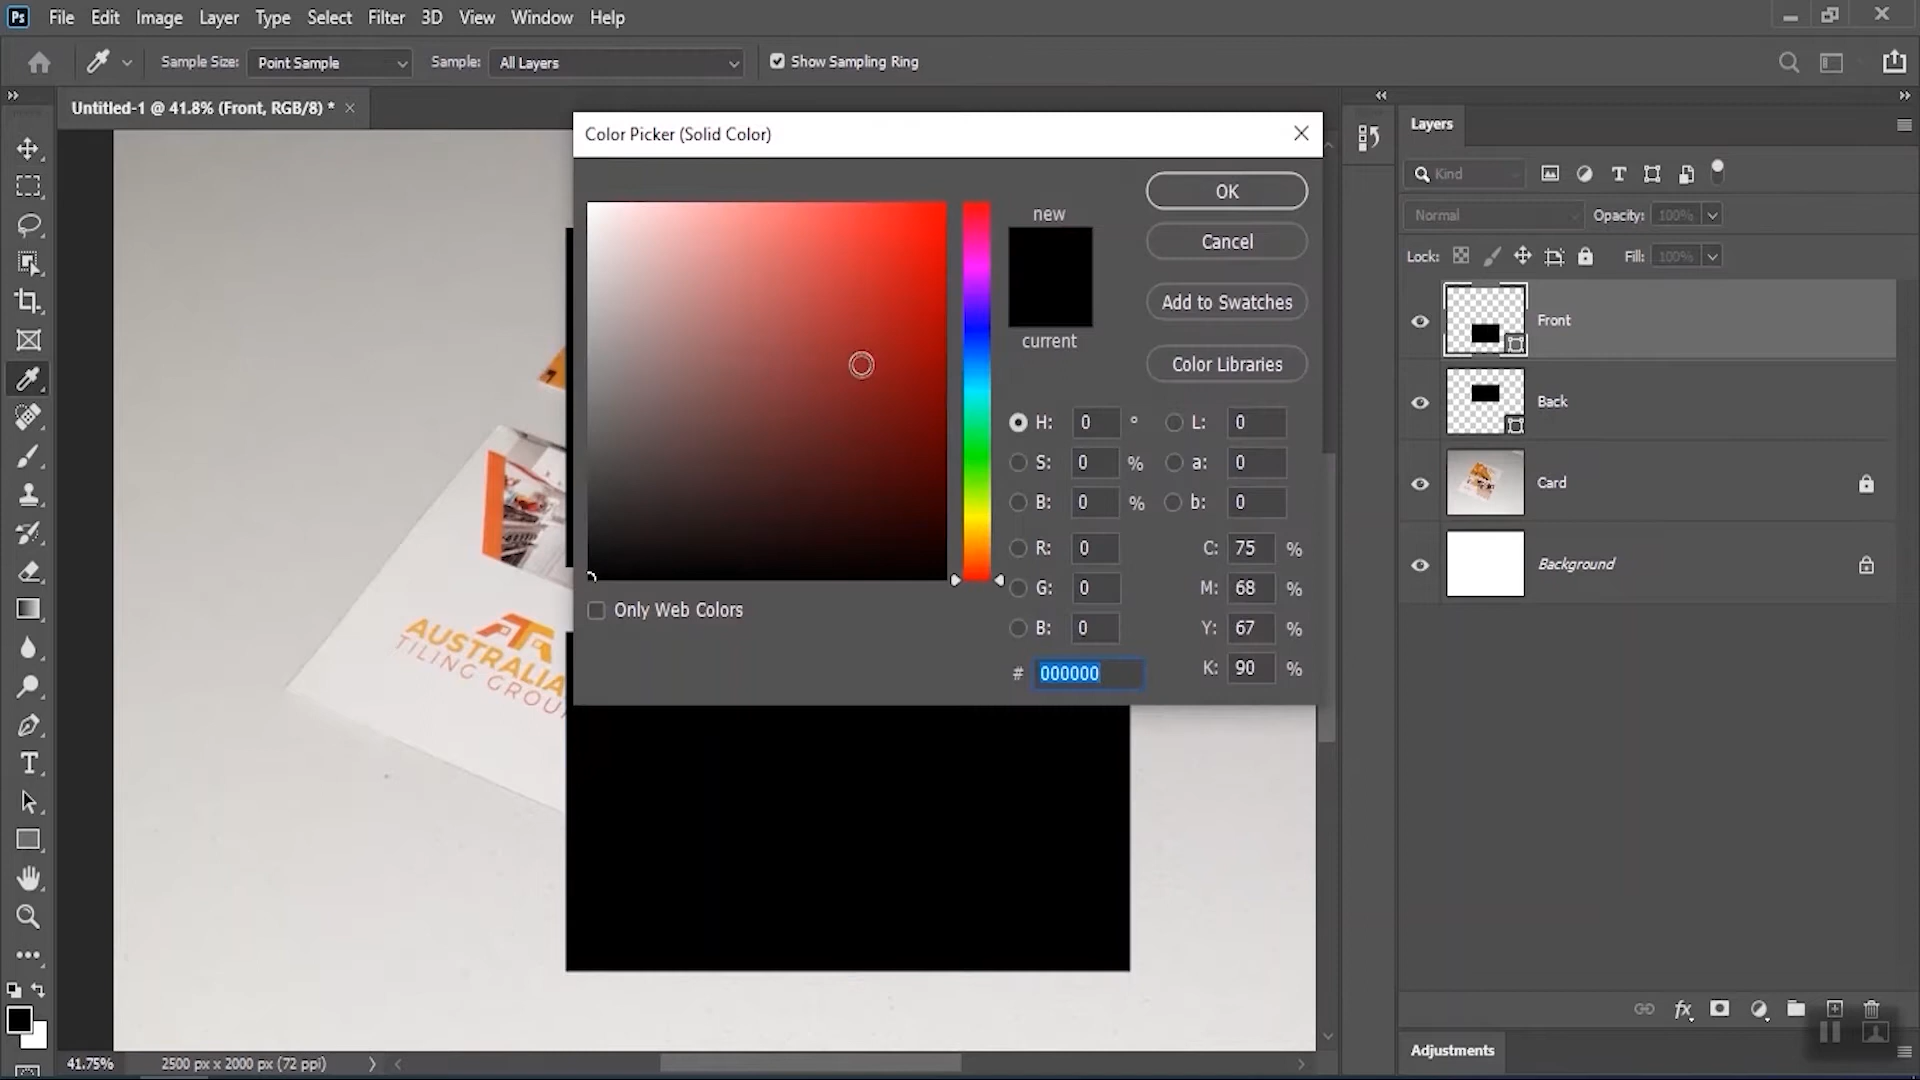 Ps File Edit Image Layer Type Select Filter 3D View Window Help
Sample Size: Point Sample Sample: All Layers Show Sampling Ring
Untitled-1 @ 41.8% (Front, RGB/8) *
Color Picker (Solid Color)
OK
Cancel
Add to Swatches
Color Libraries
new
current
H: 0 ° L: 0
S: 0 % a: 0
B: 0 % b: 0
R: 0 C: 75 %
G: 0 M: 68 %
B: 0 Y: 67 %
# 000000 K: 90 %
Only Web Colors
AUSTRALIA
TILING GROUP
Layers
Kind
Normal Opacity: 100%
Lock: Fill: 100%
Front
Back
Card
Background
fx
Adjustments
41.75% 2500 px x 2000 px (72 ppi)